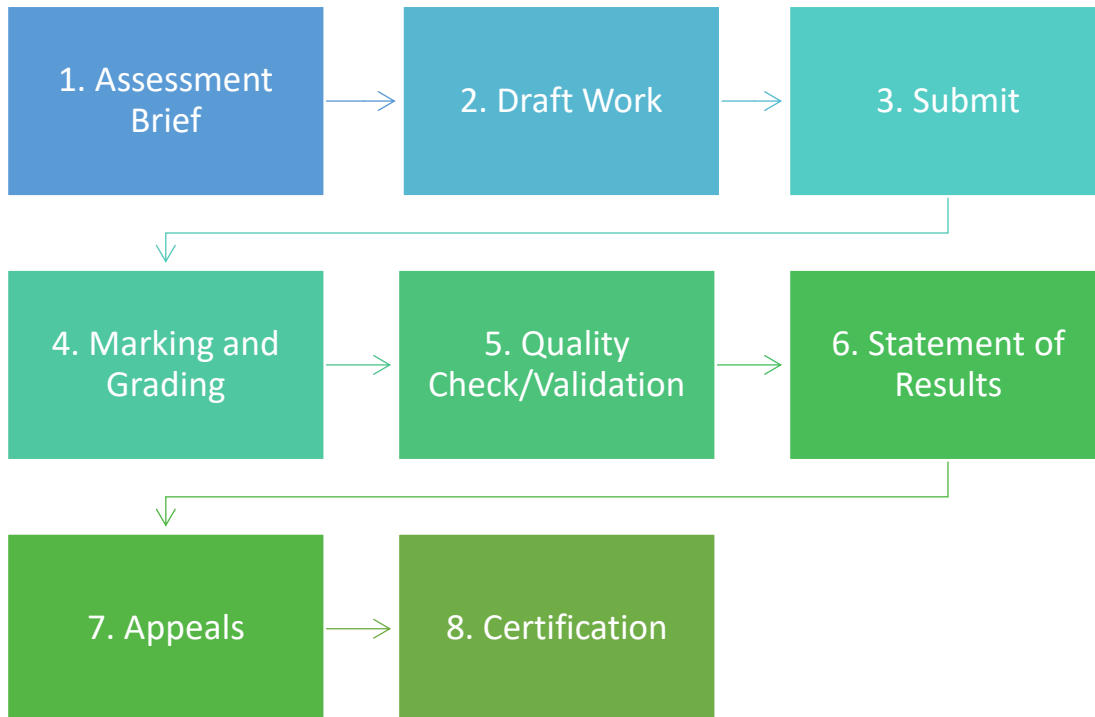 1. Assessment
Brief
2. Draft Work
3. Submit
4. Marking and
Grading
5. Quality
Check/Validation
6. Statement of
Results
7. Appeals
8. Certification